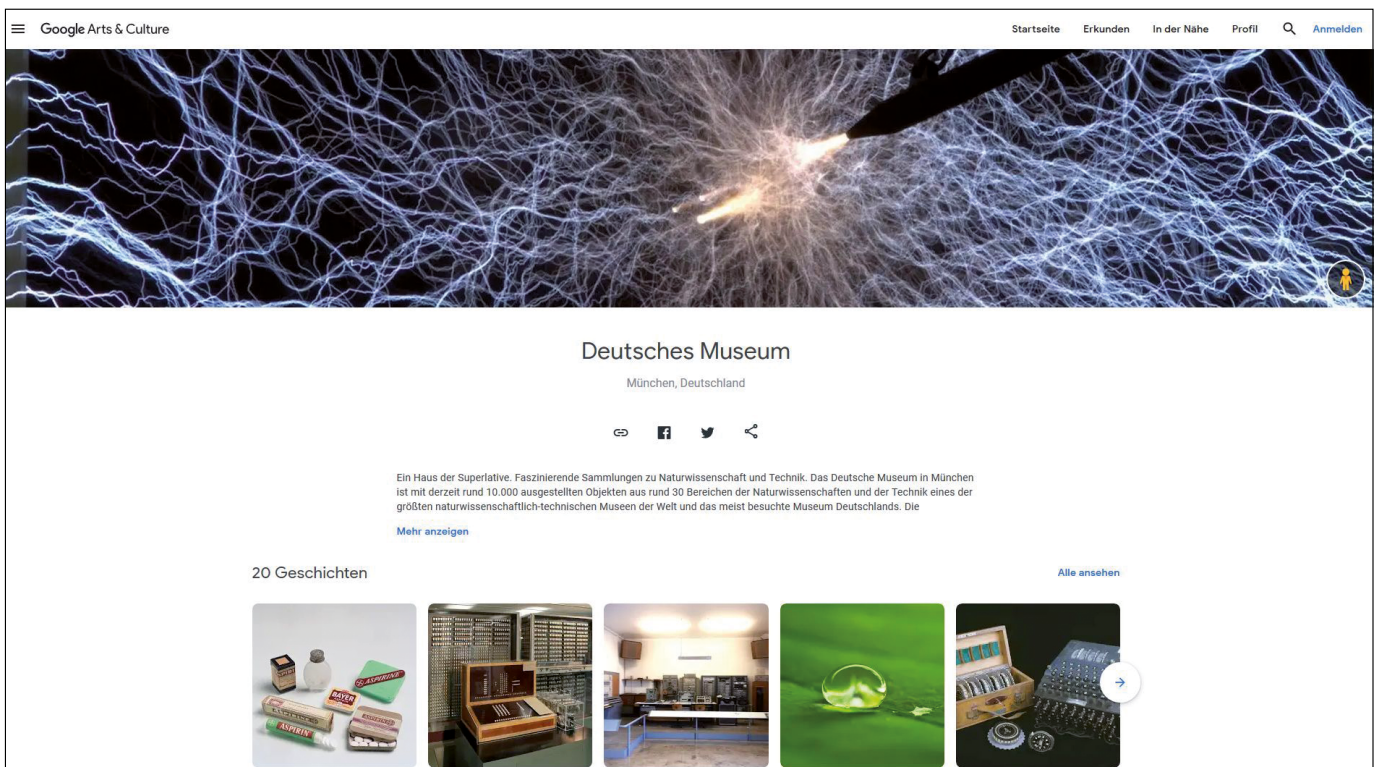 Google Arts & Culture
Startseite Erkunden In der Nähe Profil Anmelden
Deutsches Museum
München, Deutschland
Ein Haus der Superlative. Faszinierende Sammlungen zu Naturwissenschaft und Technik. Das Deutsche Museum in München
ist mit derzeit rund 10.000 ausgestellten Objekten aus rund 30 Bereichen der Naturwissenschaften und der Technik eines der
größten naturwissenschaftlich-technischen Museen der Welt und das meist besuchte Museum Deutschlands. Die
Mehr anzeigen
20 Geschichten
Alle ansehen
ASPIRINE
BAYER
ASPIRIN